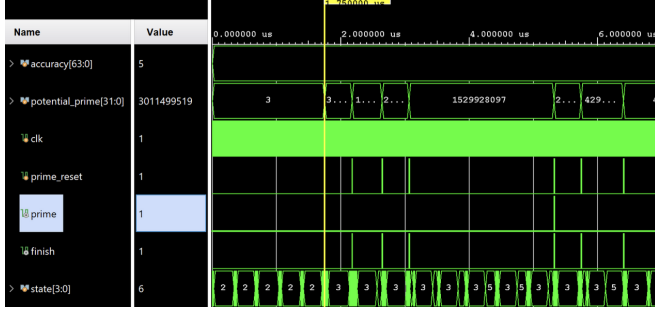 1.750000 us
Name Value 0.000000 us 2.000000 us 4.000000 us 6.000000 us
accuracy[63:0] 5
potential_prime[31:0] 3011499519 3 3... 1... 2... 1529928097 2... 429... 4
clk 1
prime_reset 1
prime 1
finish 1
state[3:0] 6 2 2 2 2 3 3 3 3 3 5 3 5 3 3 3 5 3